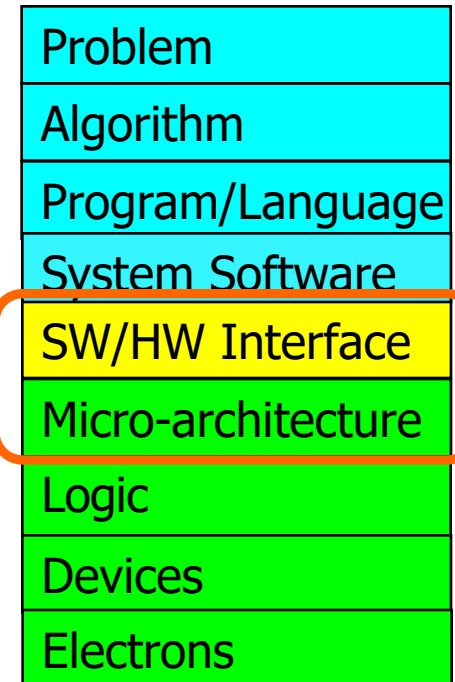 Problem
Algorithm
Program/Language
System Software
SW/HW Interface
Micro-architecture
Logic
Devices
Electrons